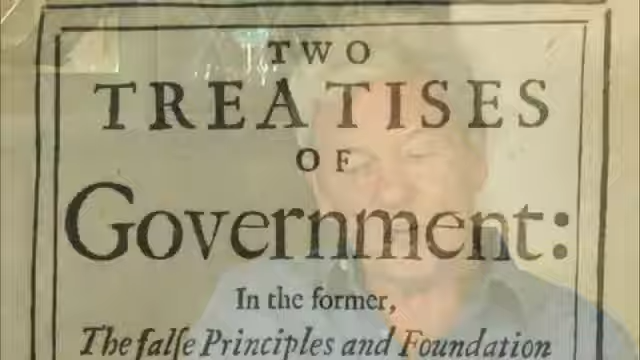 TWO
TREATISES
OF
Government:
In the former,
The falſe Principles and Foundation